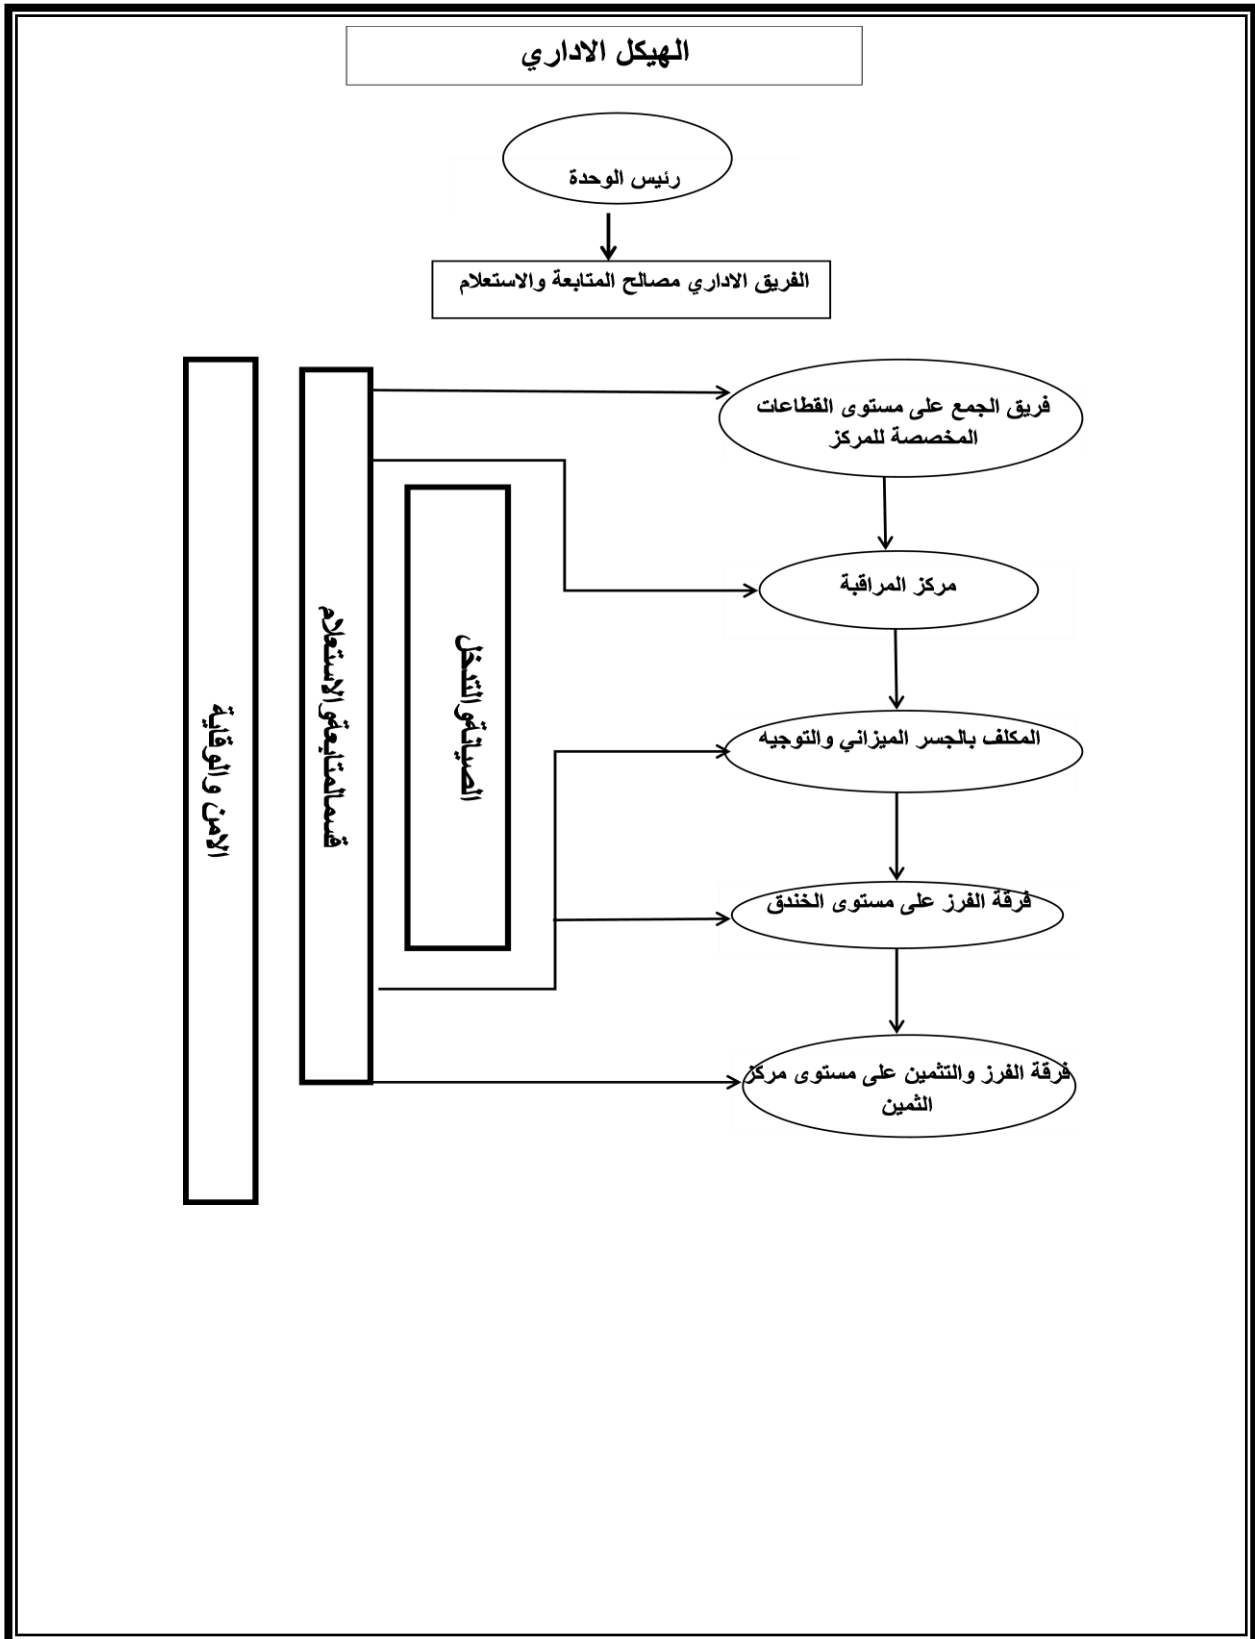 الهيكل الاداري
رئيس الوحدة
الفريق الاداري مصالح المتابعة والاستعلام
فريق الجمع على مستوى القطاعات
المخصصة للمركز
مركز المراقبة
المكلف بالجسر الميزاني والتوجيه
فرقة الفرز على مستوى الخندق
فرقة الفرز والتثمين على مستوى مركز
الثمين
الصيانة والتدخل
قسم المتابعة والاستعلام
الامن والوقاية